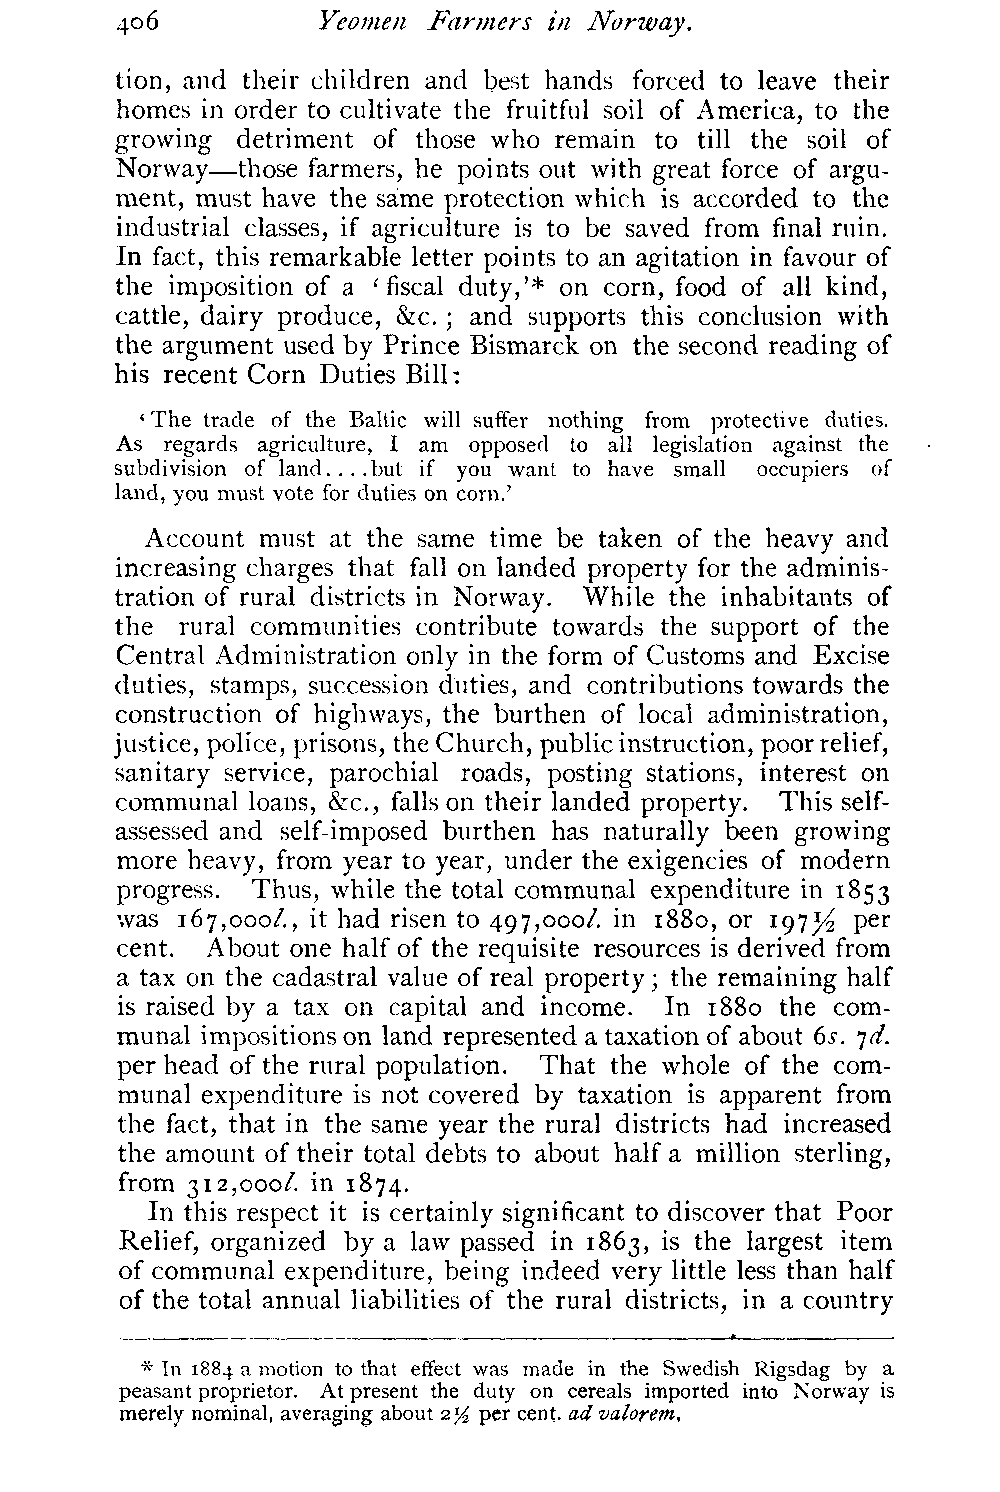 406 Yeomen Farmers in Norway.
tion, and their children and best hands forced to leave their
homes in order to cultivate the fruitful soil of America, to the
growing detriment of those who remain to till the soil of
Norway—those farmers, he points out with great force of argu-
ment, must have the same protection which is accorded to the
industrial classes, if agriculture is to be saved from final ruin.
In fact, this remarkable letter points to an agitation in favour of
the imposition of a ‘fiscal duty,’* on corn, food of all kind,
cattle, dairy produce, &c. ; and supports this conclusion with
the argument used by Prince Bismarck on the second reading of
his recent Corn Duties Bill:
‘The trade of the Baltic will suffer nothing from protective duties.
As regards agriculture, I am opposed to all legislation against the
subdivision of land....but if you want to have small occupiers of
land, you must vote for duties on corn.’
Account must at the same time be taken of the heavy and
increasing charges that fall on landed property for the adminis-
tration of rural districts in Norway. While the inhabitants of
the rural communities contribute towards the support of the
Central Administration only in the form of Customs and Excise
duties, stamps, succession duties, and contributions towards the
construction of highways, the burthen of local administration,
justice, police, prisons, the Church, public instruction, poor relief,
sanitary service, parochial roads, posting stations, interest on
communal loans, &c., falls on their landed property. This self-
assessed and self-imposed burthen has naturally been growing
more heavy, from year to year, under the exigencies of modern
progress. Thus, while the total communal expenditure in 1853
was 167,000l., it had risen to 497,000l. in 1880, or 197½ per
cent. About one half of the requisite resources is derived from
a tax on the cadastral value of real property ; the remaining half
is raised by a tax on capital and income. In 1880 the com-
munal impositions on land represented a taxation of about 6s. 7d.
per head of the rural population. That the whole of the com-
munal expenditure is not covered by taxation is apparent from
the fact, that in the same year the rural districts had increased
the amount of their total debts to about half a million sterling,
from 312,000l. in 1874.
In this respect it is certainly significant to discover that Poor
Relief, organized by a law passed in 1863, is the largest item
of communal expenditure, being indeed very little less than half
of the total annual liabilities of the rural districts, in a country
* In 1884 a motion to that effect was made in the Swedish Rigsdag by a
peasant proprietor. At present the duty on cereals imported into Norway is
merely nominal, averaging about 2½ per cent. ad valorem.